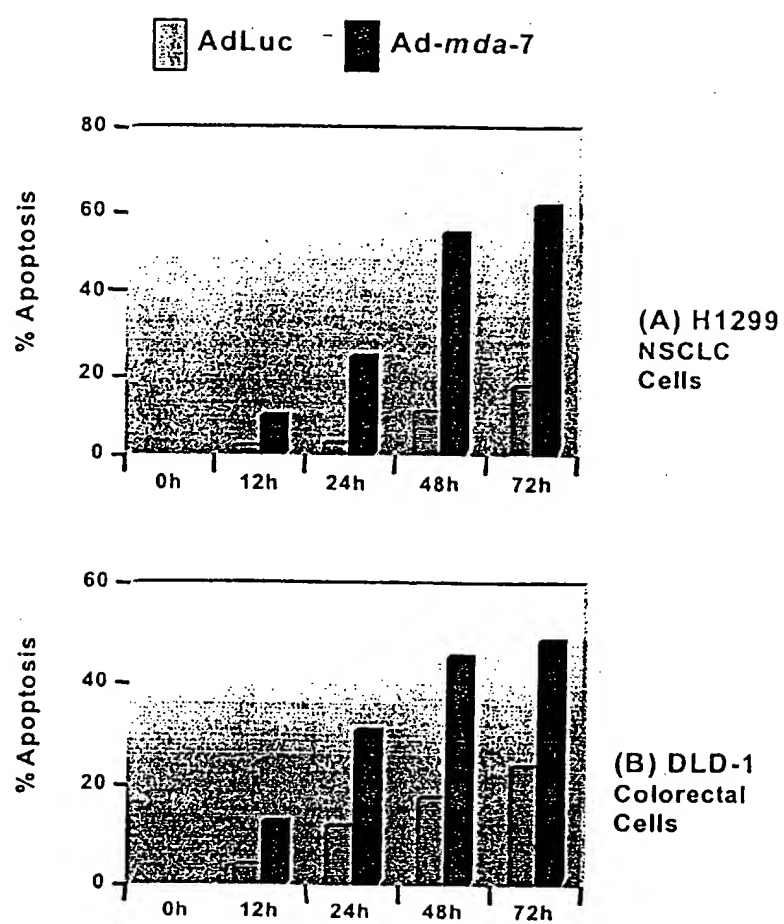 AdLuc Ad-mda-7
80
60
40
20
0
% Apoptosis
0h 12h 24h 48h 72h
(A) H1299
NSCLC
Cells
60
40
20
0
% Apoptosis
0h 12h 24h 48h 72h
(B) DLD-1
Colorectal
Cells